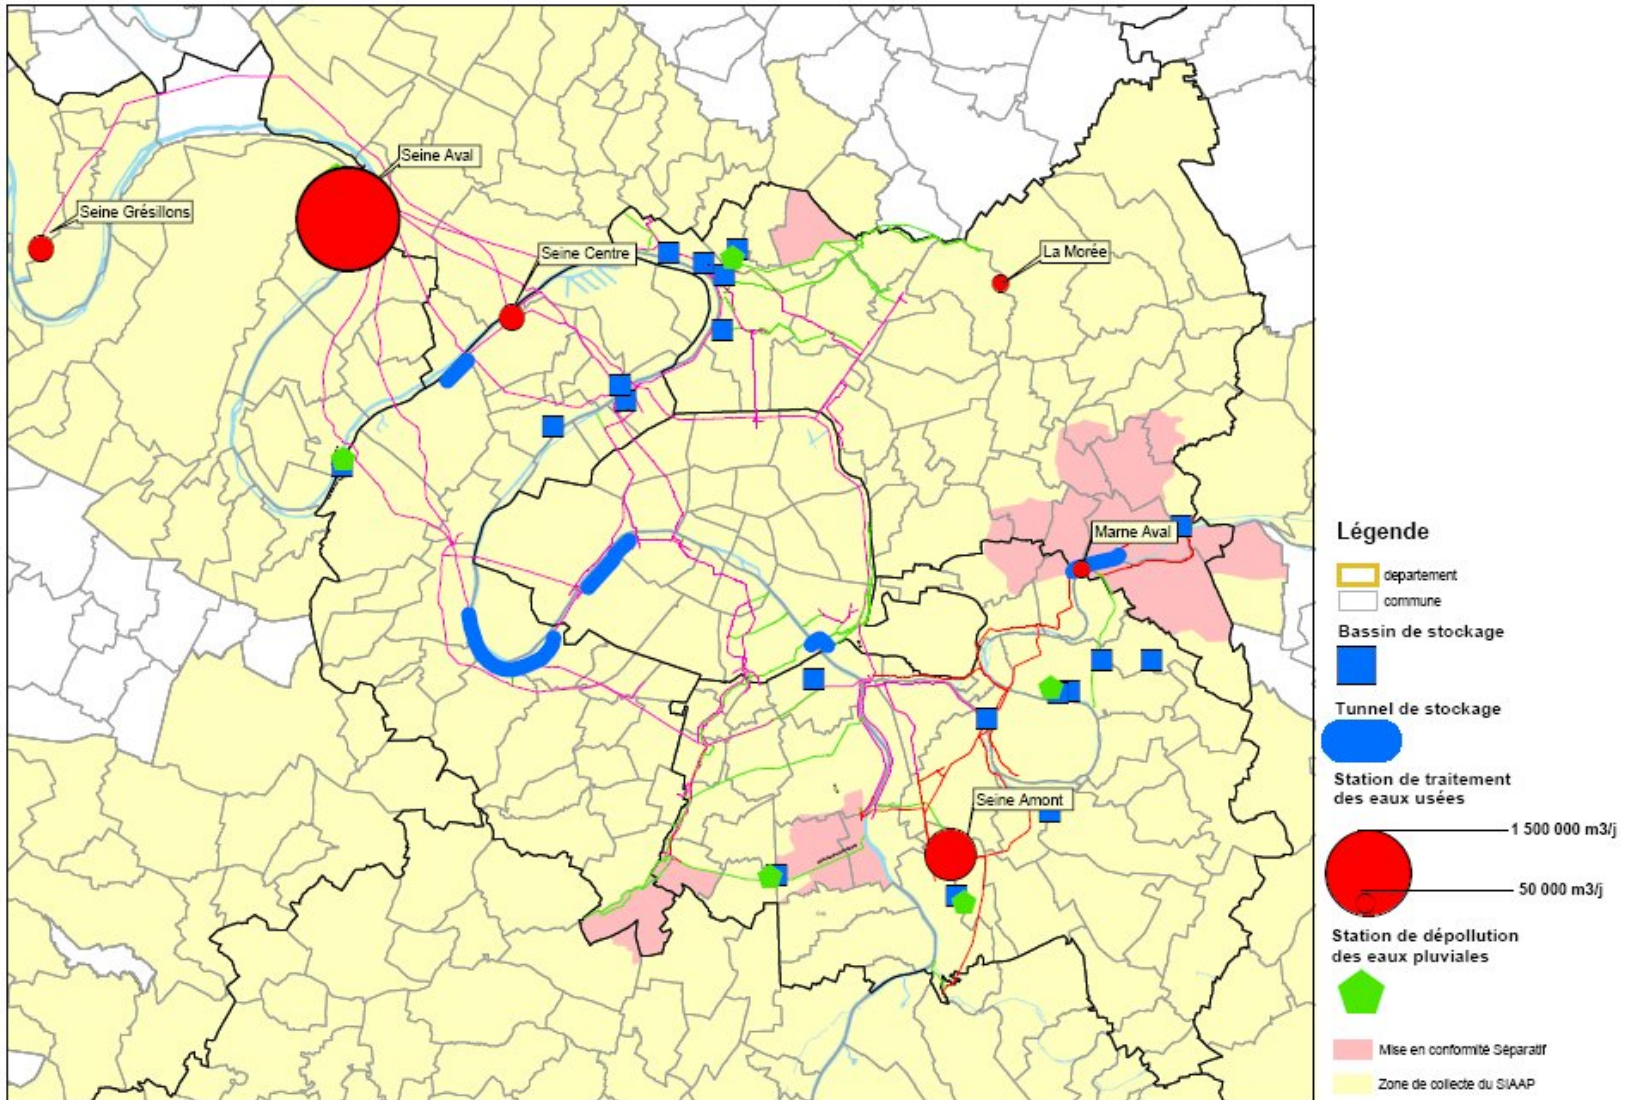 Seine Aval
Seine Grésillons
Seine Centre
La Morée
Marne Aval
Seine Amont
Légende
departement
commune
Bassin de stockage
Tunnel de stockage
Station de traitement
des eaux usées
1 500 000 m3/j
50 000 m3/j
Station de dépollution
des eaux pluviales
Mise en conformité Séparatif
Zone de collecte du SIAAP